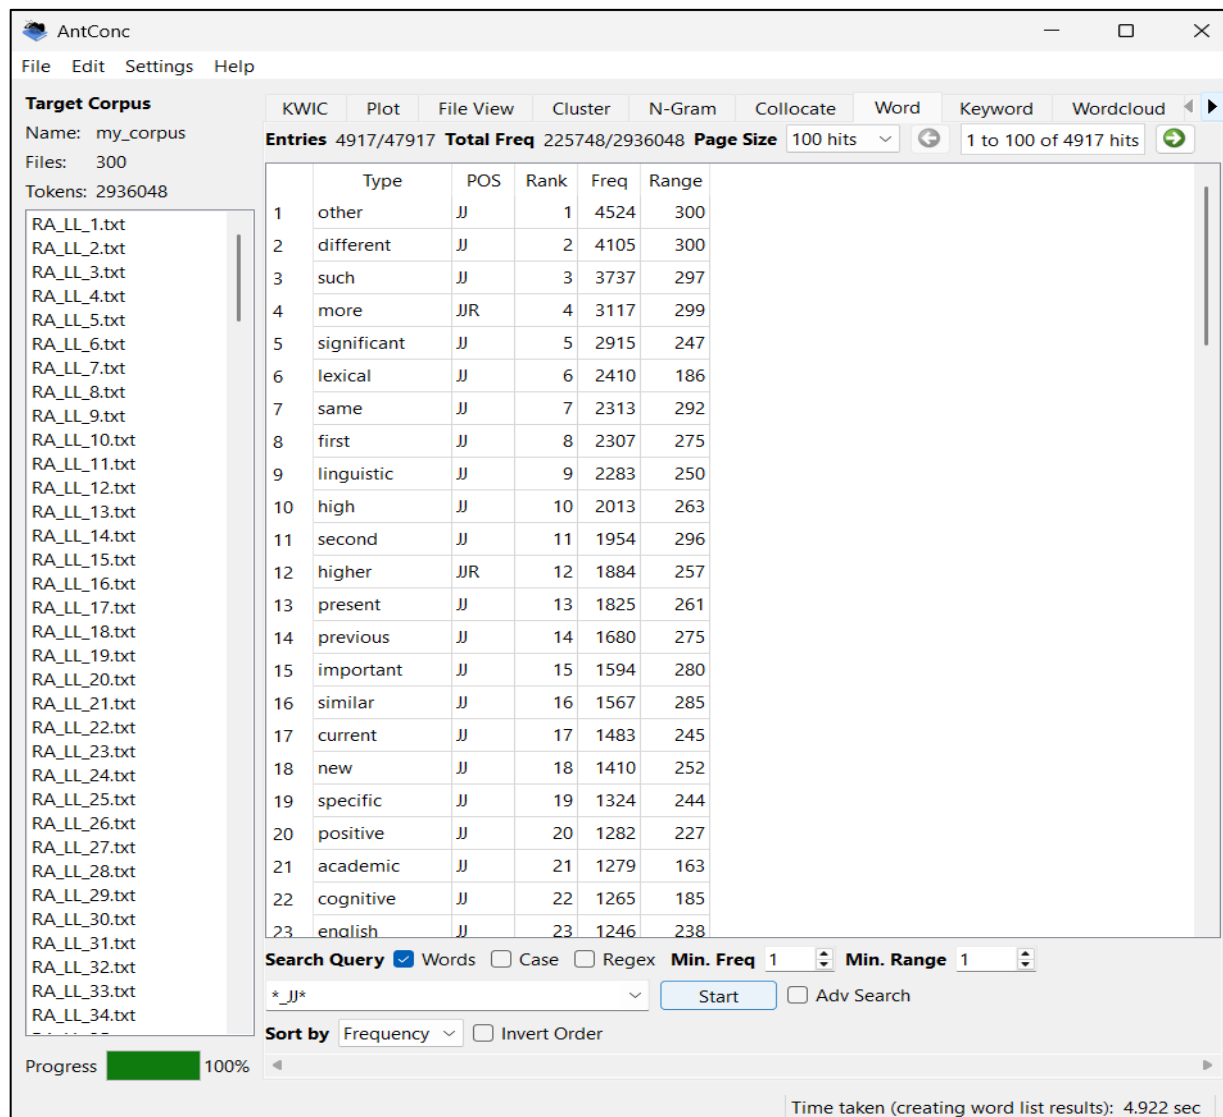 AntConc
File Edit Settings Help
Target Corpus
Name: my_corpus
Files: 300
Tokens: 2936048
RA_LL_1.txt
RA_LL_2.txt
RA_LL_3.txt
RA_LL_4.txt
RA_LL_5.txt
RA_LL_6.txt
RA_LL_7.txt
RA_LL_8.txt
RA_LL_9.txt
RA_LL_10.txt
RA_LL_11.txt
RA_LL_12.txt
RA_LL_13.txt
RA_LL_14.txt
RA_LL_15.txt
RA_LL_16.txt
RA_LL_17.txt
RA_LL_18.txt
RA_LL_19.txt
RA_LL_20.txt
RA_LL_21.txt
RA_LL_22.txt
RA_LL_23.txt
RA_LL_24.txt
RA_LL_25.txt
RA_LL_26.txt
RA_LL_27.txt
RA_LL_28.txt
RA_LL_29.txt
RA_LL_30.txt
RA_LL_31.txt
RA_LL_32.txt
RA_LL_33.txt
RA_LL_34.txt
Progress 100%
KWIC Plot File View Cluster N-Gram Collocate Word Keyword Wordcloud
Entries 4917/47917 Total Freq 225748/2936048 Page Size 100 hits 1 to 100 of 4917 hits
Type POS Rank Freq Range
1 other JJ 1 4524 300
2 different JJ 2 4105 300
3 such JJ 3 3737 297
4 more JJR 4 3117 299
5 significant JJ 5 2915 247
6 lexical JJ 6 2410 186
7 same JJ 7 2313 292
8 first JJ 8 2307 275
9 linguistic JJ 9 2283 250
10 high JJ 10 2013 263
11 second JJ 11 1954 296
12 higher JJR 12 1884 257
13 present JJ 13 1825 261
14 previous JJ 14 1680 275
15 important JJ 15 1594 280
16 similar JJ 16 1567 285
17 current JJ 17 1483 245
18 new JJ 18 1410 252
19 specific JJ 19 1324 244
20 positive JJ 20 1282 227
21 academic JJ 21 1279 163
22 cognitive JJ 22 1265 185
23 english JJ 23 1246 238
Search Query Words Case Regex Min. Freq 1 Min. Range 1
*_JJ* Start Adv Search
Sort by Frequency Invert Order
Time taken (creating word list results): 4.922 sec